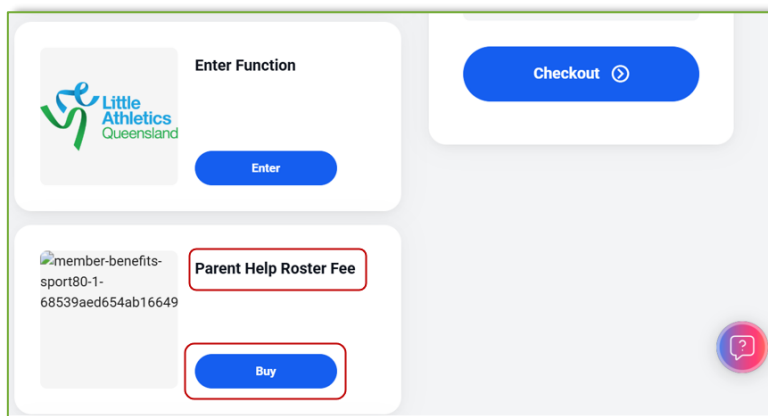 Enter Function
Little
Athletics
Queensland
Enter
member-benefits-
sport80-1-
68539aed654ab16649
Parent Help Roster Fee
Buy
Checkout
?